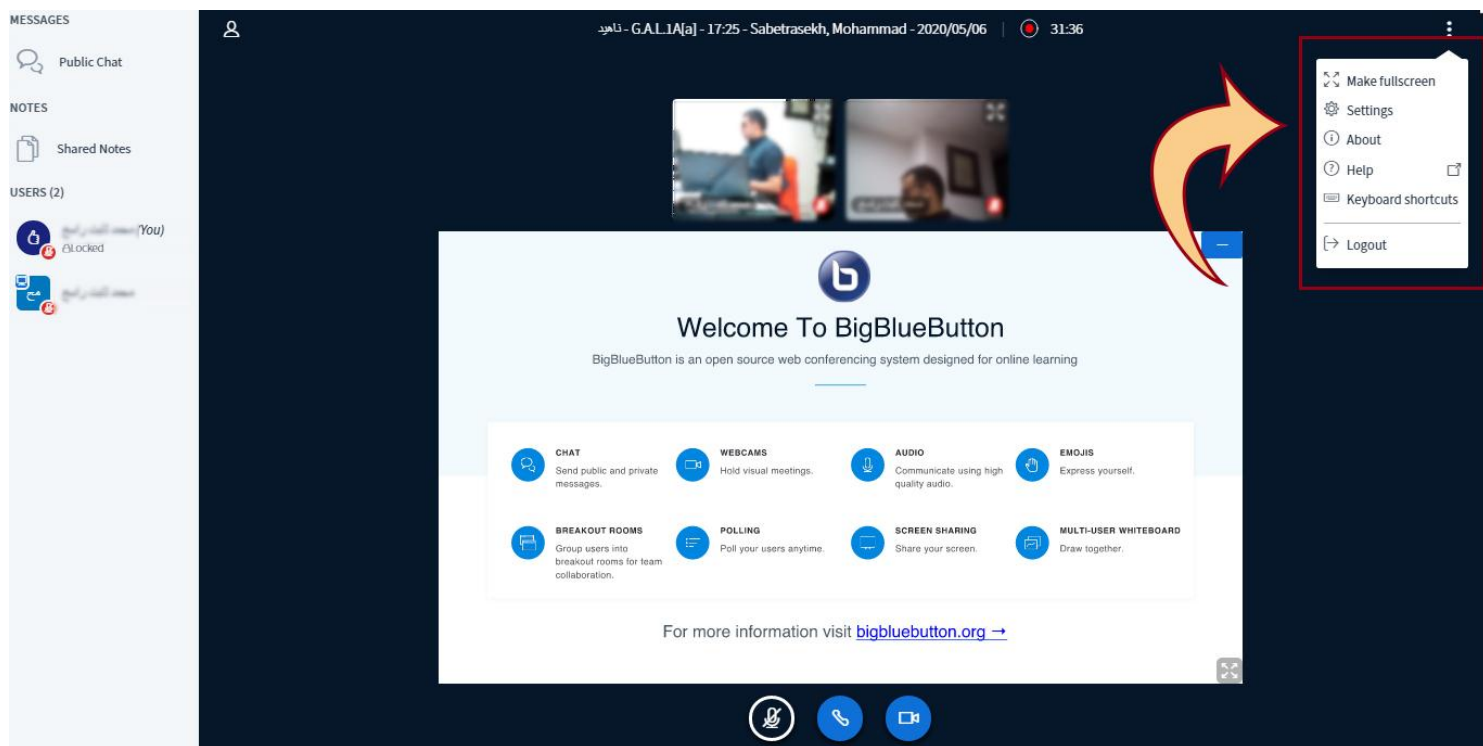 MESSAGES
Public Chat
NOTES
Shared Notes
USERS (2)
(You)
Locked
مح
ناهید - G.A.L.1A[a] - 17:25 - Sabetrasekh, Mohammad - 2020/05/06 | 31:36
Make fullscreen
Settings
About
Help
Keyboard shortcuts
Logout
Welcome To BigBlueButton
BigBlueButton is an open source web conferencing system designed for online learning
CHAT
Send public and private
messages.
WEBCAMS
Hold visual meetings.
AUDIO
Communicate using high
quality audio.
EMOJIS
Express yourself.
BREAKOUT ROOMS
Group users into
breakout rooms for team
collaboration.
POLLING
Poll your users anytime.
SCREEN SHARING
Share your screen.
MULTI-USER WHITEBOARD
Draw together.
For more information visit bigbluebutton.org →